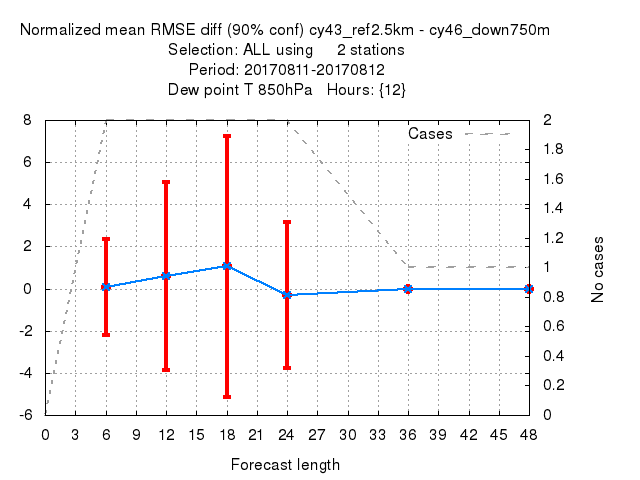 Normalized mean RMSE diff (90% conf) cy43_ref2.5km - cy46_down750m
Selection: ALL using 2 stations
Period: 20170811-20170812
Dew point T 850hPa Hours: {12}
Cases
8
6
4
2
0
-2
-4
-6
2
1.8
1.6
1.4
1.2
1
0.8
0.6
0.4
0.2
0
No cases
0 3 6 9 12 15 18 21 24 27 30 33 36 39 42 45 48
Forecast length